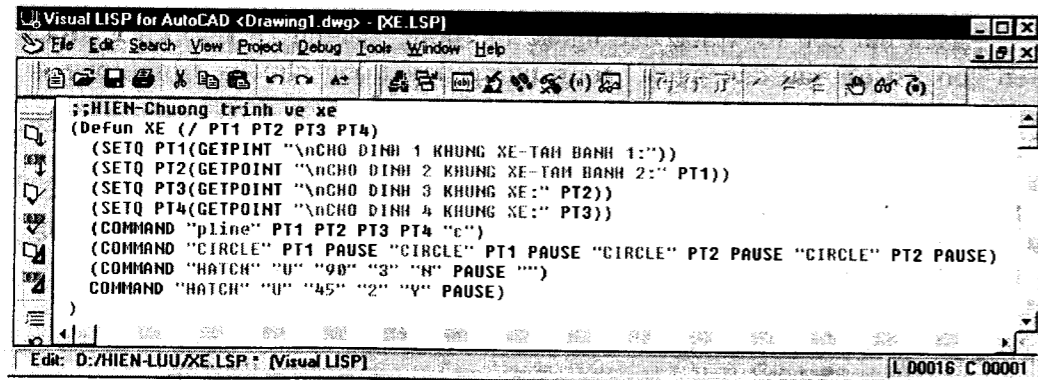 Visual LISP for AutoCAD <Drawing1.dwg> - [XE.LSP]
File Edit Search View Project Debug Tools Window Help
;;HIEN-Chuong trinh ve xe
(Defun XE (/ PT1 PT2 PT3 PT4)
(SETQ PT1(GETPINT "\nCHO DINH 1 KHUNG XE-TAM BANH 1:"))
(SETQ PT2(GETPOINT "\nCHO DINH 2 KHUNG XE-TAM BANH 2:" PT1))
(SETQ PT3(GETPOINT "\nCHO DINH 3 KHUNG XE:" PT2))
(SETQ PT4(GETPOINT "\nCHO DINH 4 KHUNG XE:" PT3))
(COMMAND "pline" PT1 PT2 PT3 PT4 "c")
(COMMAND "CIRCLE" PT1 PAUSE "CIRCLE" PT1 PAUSE "CIRCLE" PT2 PAUSE "CIRCLE" PT2 PAUSE)
(COMMAND "HATCH" "U" "90" "3" "N" PAUSE "")
COMMAND "HATCH" "U" "45" "2" "Y" PAUSE)
)
Edit: D:/HIEN-LUU/XE.LSP * (Visual LISP) L 00016 C 00001